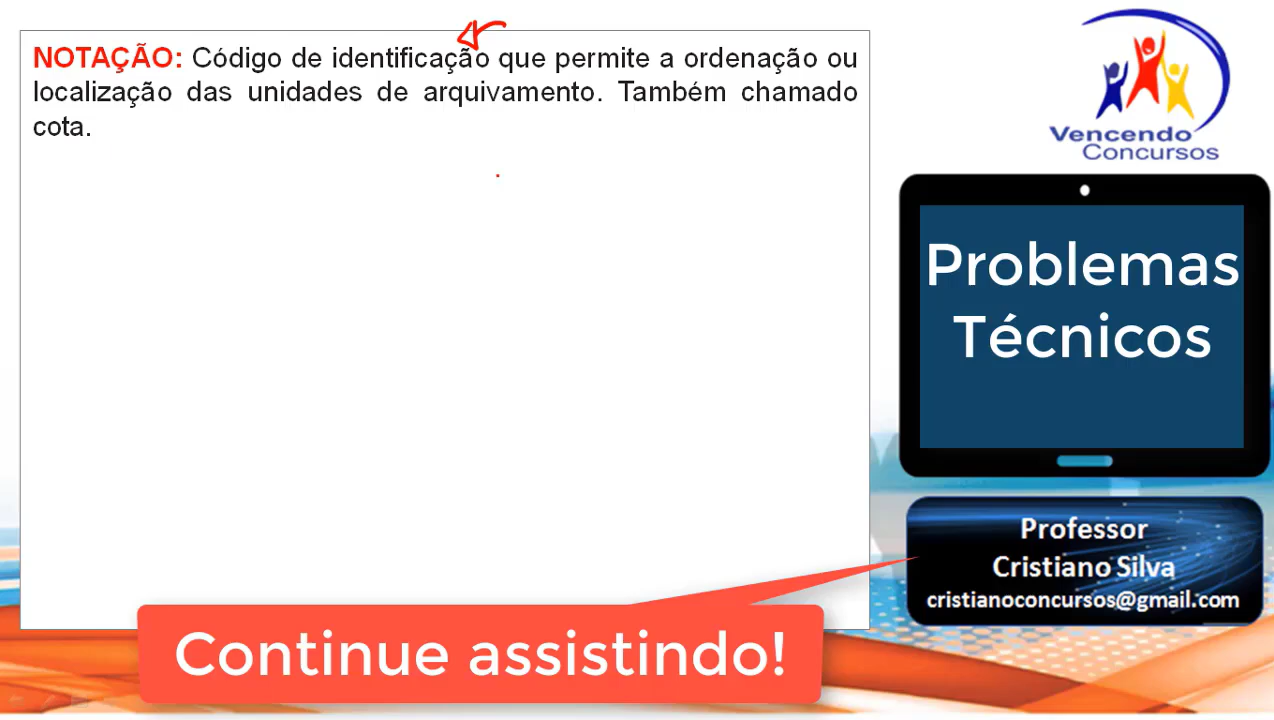 NOTAÇÃO: Código de identificação que permite a ordenação ou
localização das unidades de arquivamento. Também chamado
cota.
Vencendo
Concursos
Problemas
Técnicos
Professor
Cristiano Silva
cristianoconcursos@gmail.com
Continue assistindo!